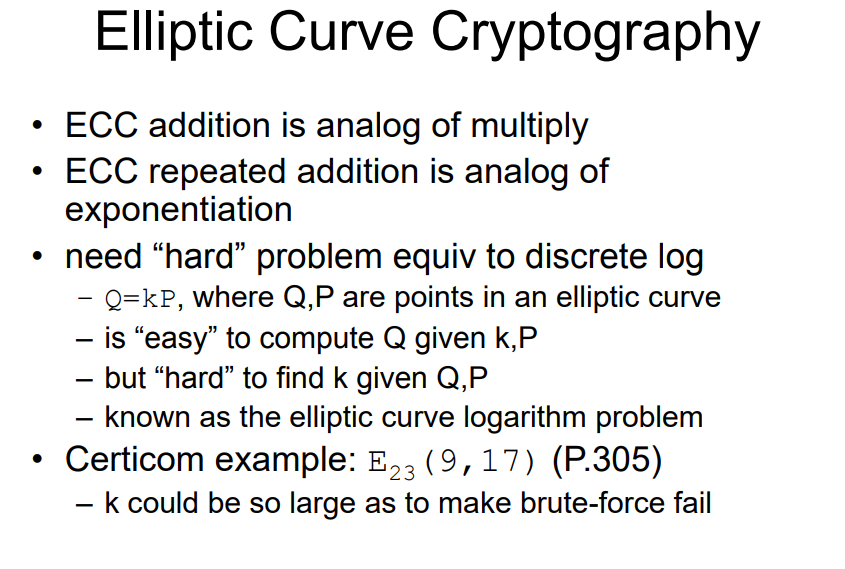 Elliptic Curve Cryptography
• ECC addition is analog of multiply
• ECC repeated addition is analog of
exponentiation
• need “hard” problem equiv to discrete log
– Q=kP, where Q,P are points in an elliptic curve
– is “easy” to compute Q given k,P
– but “hard” to find k given Q,P
– known as the elliptic curve logarithm problem
• Certicom example: E₂₃(9,17) (P.305)
– k could be so large as to make brute-force fail